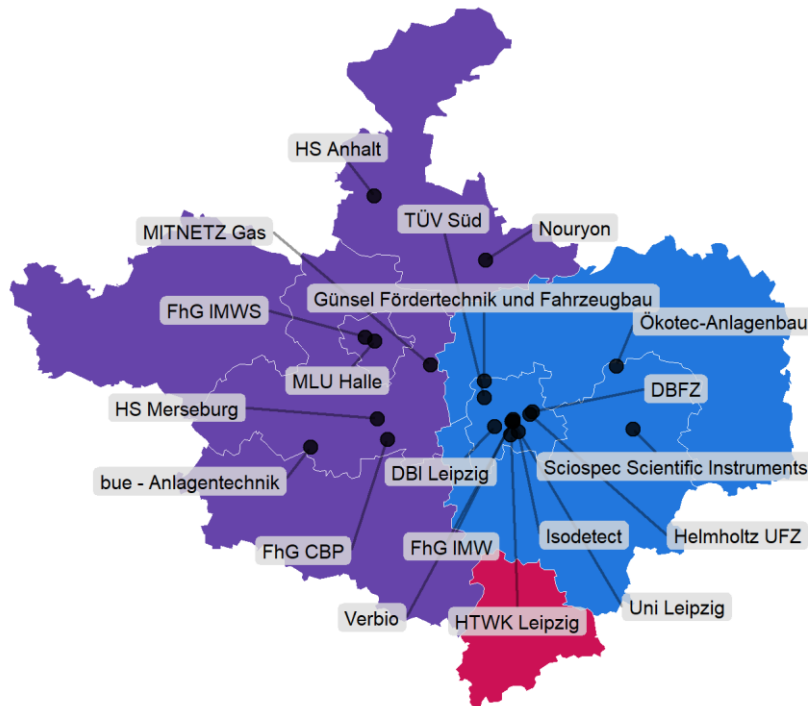 HS Anhalt
TÜV Süd
Nouryon
MITNETZ Gas
Günsel Fördertechnik und Fahrzeugbau
FhG IMWS
Ökotec-Anlagenbau
MLU Halle
DBFZ
HS Merseburg
DBI Leipzig
Sciospec Scientific Instruments
bue - Anlagentechnik
FhG CBP
FhG IMW
Isodetect
Helmholtz UFZ
Verbio
HTWK Leipzig
Uni Leipzig